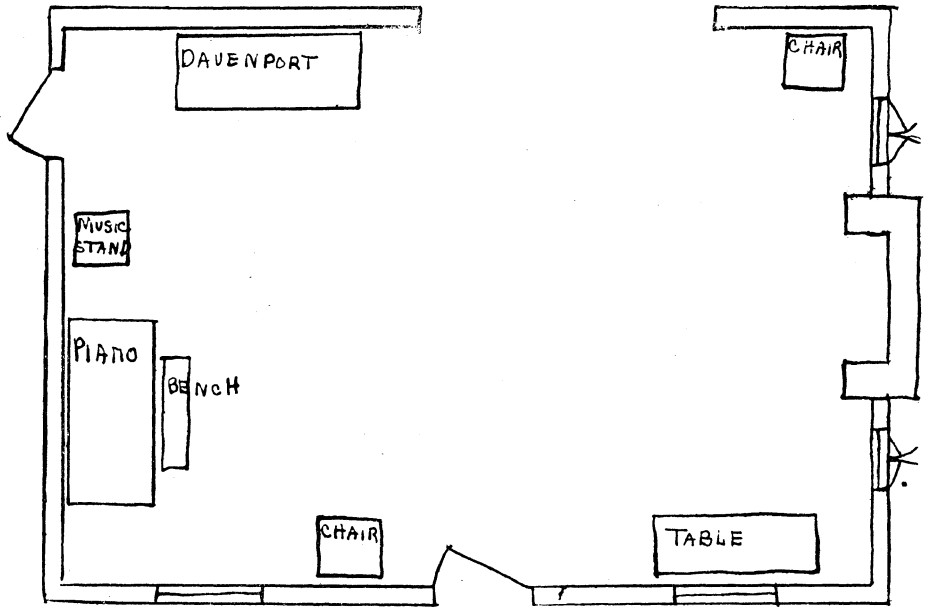 DAVENPORT
CHAIR
MUSIC
STAND
PIANO
BENCH
CHAIR
TABLE